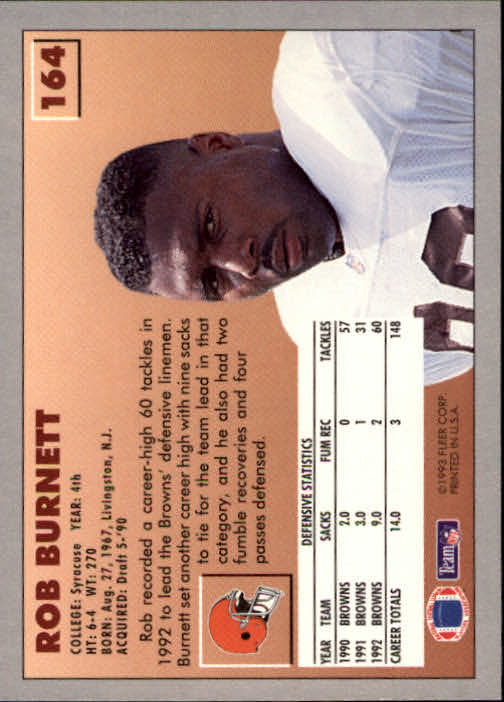 164
ROB BURNETT
COLLEGE: Syracuse YEAR: 4th
HT: 6-4 WT: 270
BORN: Aug. 27, 1967, Livingston, N.J.
ACQUIRED: Draft 5-'90
Rob recorded a career-high 60 tackles in
1992 to lead the Browns' defensive linemen.
Burnett set another career high with nine sacks
to tie for the team lead in that
category, and he also had two
fumble recoveries and four
passes defensed.
DEFENSIVE STATISTICS
YEAR TEAM SACKS FUM REC TACKLES
1990 BROWNS 2.0 0 57
1991 BROWNS 3.0 1 31
1992 BROWNS 9.0 2 60
CAREER TOTALS 14.0 3 148
Team NFL
©1993 FLEER CORP.
PRINTED IN U.S.A.